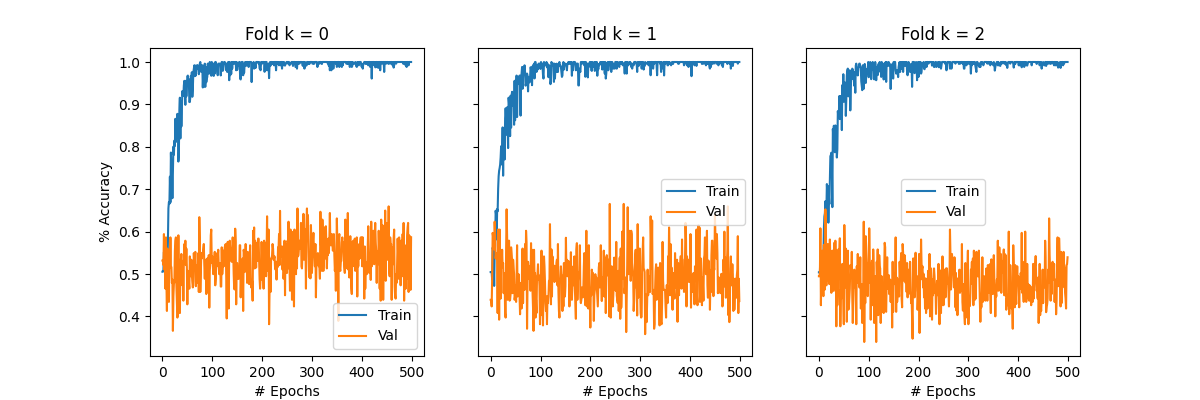 Fold k = 0
Fold k = 1
Fold k = 2
% Accuracy
1.0
0.9
0.8
0.7
0.6
0.5
0.4
Train
Val
Train
Val
Train
Val
0 100 200 300 400 500
0 100 200 300 400 500
0 100 200 300 400 500
# Epochs
# Epochs
# Epochs